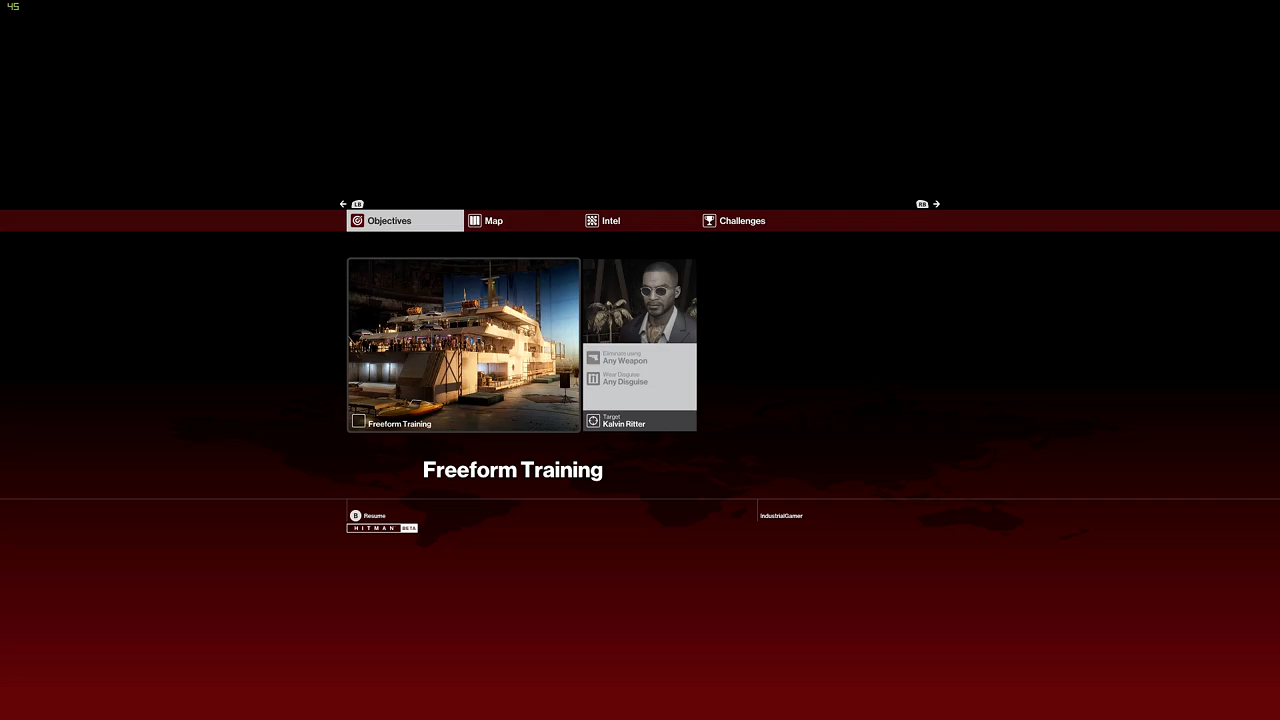 45
LB
RB
Objectives
Map
Intel
Challenges
Eliminate using
Any Weapon
Wear Disguise
Any Disguise
Target
Kalvin Ritter
Freeform Training
Freeform Training
B Resume
IndustrialGamer
HITMAN BETA